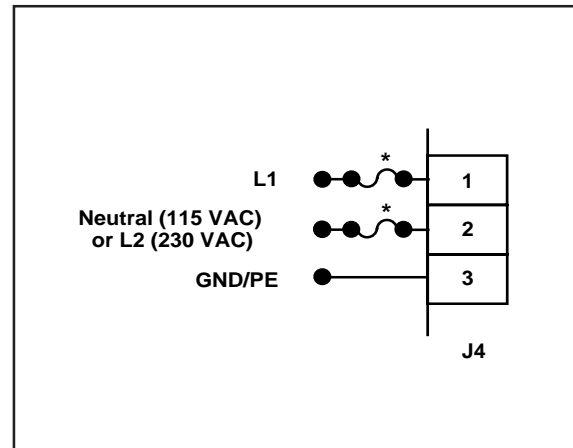 *
L1
1
*
Neutral (115 VAC)
or L2 (230 VAC)
2
GND/PE
3
J4